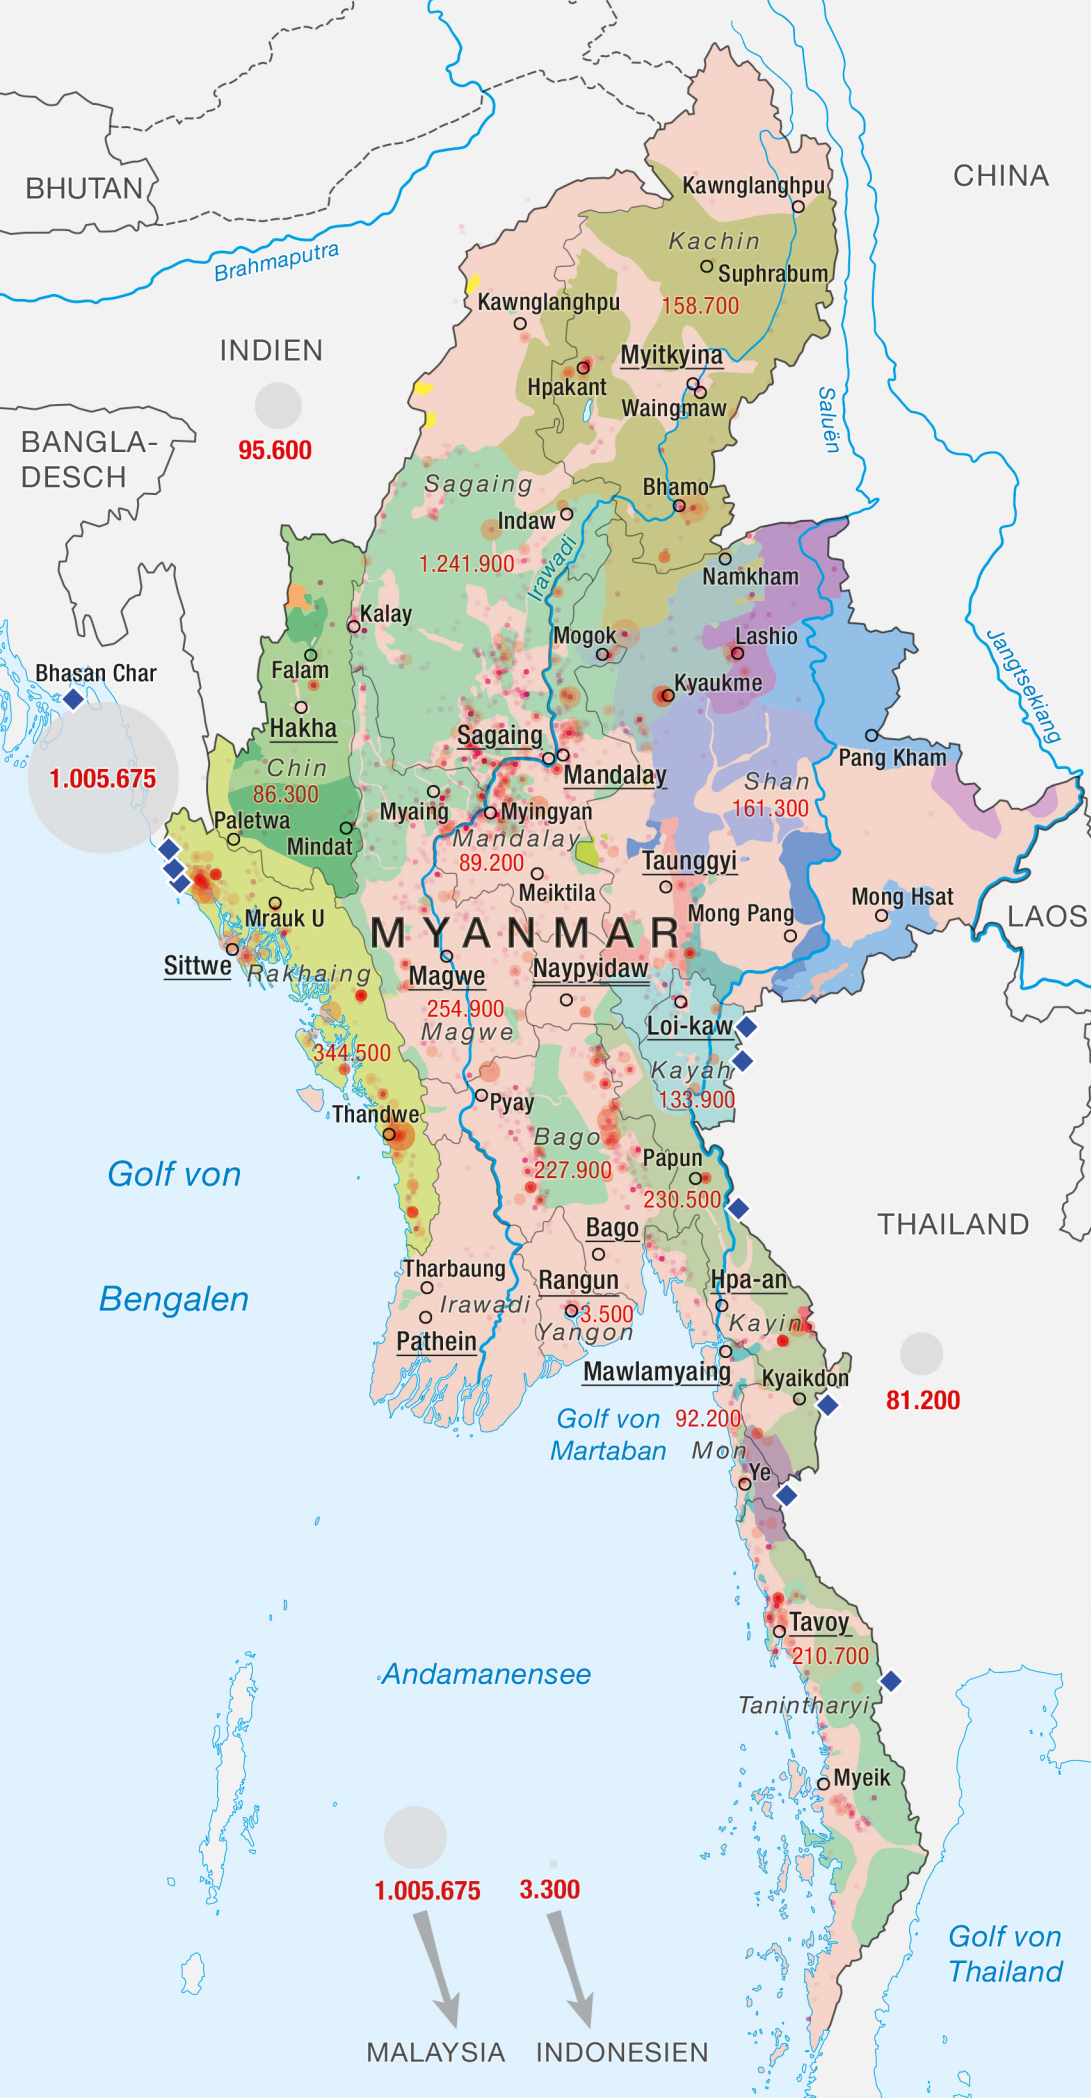 CHINA
BHUTAN
Kawnglanghpu
Kachin
Suphrabum
Brahmaputra
Kawnglanghpu
158.700
INDIEN
Myitkyina
Hpakant
Waingmaw
Saluën
95.600
BANGLA-
DESCH
Sagaing
Bhamo
Indaw
1.241.900
Irawadi
Namkham
Kalay
Mogok
Lashio
Jangtsekiang
Bhasan Char
Falam
Kyaukme
Hakha
Sagaing
Pang Kham
Chin
86.300
Mandalay
Shan
161.300
1.005.675
Myaing
Myingyan
Paletwa
Mindat
Mandalay
89.200
Taunggyi
Meiktila
Mong Hsat
Mrauk U
Mong Pang
LAOS
MYANMAR
Sittwe
Rakhaing
Magwe
Naypyidaw
254.900
Magwe
Loi-kaw
344.500
Kayah
133.900
Pyay
Thandwe
Bago
227.900
Papun
230.500
Golf von
Bengalen
THAILAND
Bago
Tharbaung
Rangun
Hpa-an
Irawadi
3.500
Yangon
Kayin
Pathein
Mawlamyaing
Kyaikdon
81.200
Golf von
Martaban
92.200
Mon
Ye
Tavoy
210.700
Andamanensee
Tanintharyi
Myeik
1.005.675
3.300
Golf von
Thailand
MALAYSIA
INDONESIEN